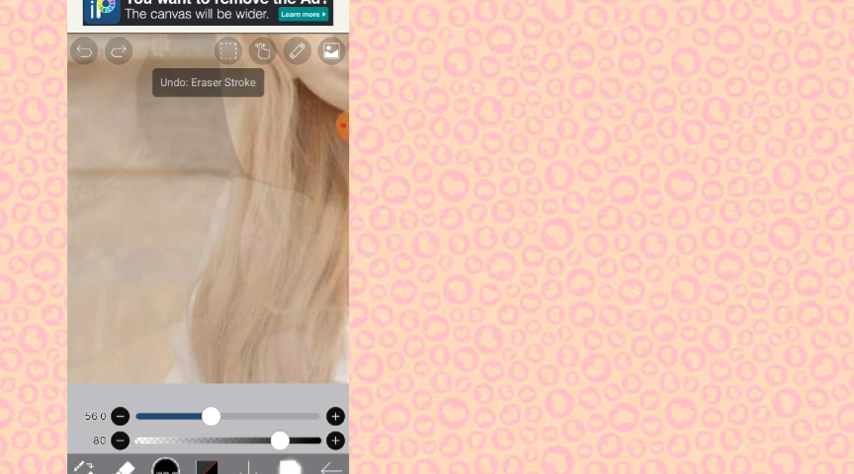 You want to remove the Ad?
The canvas will be wider.
Learn more
Undo: Eraser Stroke
56.0
80